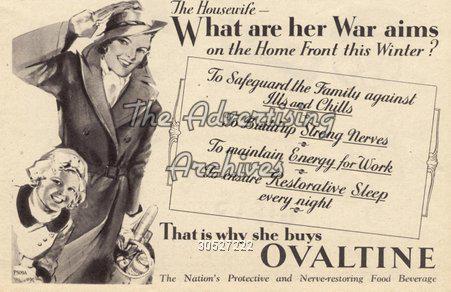 The Housewife —
What are her War aims
on the Home Front this Winter?
To Safeguard the Family against
Ills and Chills
To Build up Strong Nerves
To maintain Energy for Work
To ensure Restorative Sleep
every night
The Advertising
Archives
That is why she buys
30527222
OVALTINE
The Nation's Protective and Nerve-restoring Food Beverage